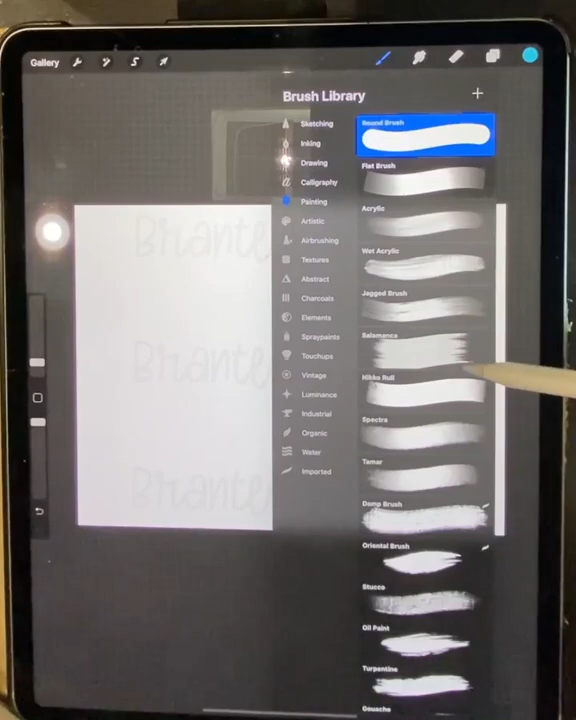 Gallery
Brush Library
Sketching
Inking
Drawing
Calligraphy
Painting
Artistic
Airbrushing
Textures
Abstract
Charcoals
Elements
Spraypaints
Touchups
Vintage
Luminance
Industrial
Organic
Water
Imported
Round Brush
Flat Brush
Acrylic
Wet Acrylic
Jagged Brush
Salamanca
Nikko Rull
Spectra
Tamar
Damp Brush
Oriental Brush
Stucco
Oil Paint
Turpentine
Gouache